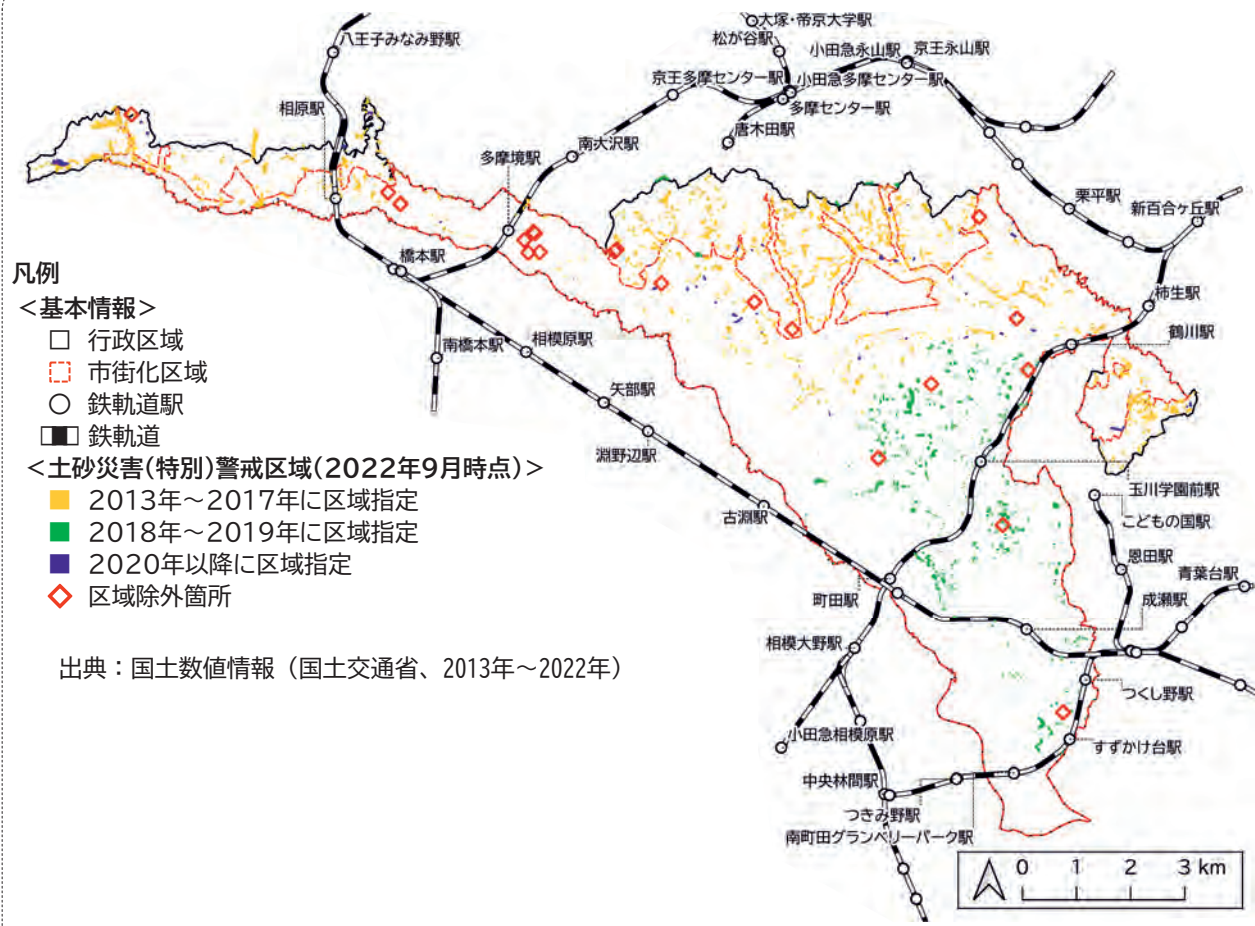 大塚・帝京大学駅
松が谷駅
小田急永山駅
京王永山駅
八王子みなみ野駅
京王多摩センター駅
小田急多摩センター駅
多摩センター駅
相原駅
唐木田駅
南大沢駅
多摩境駅
栗平駅
新百合ヶ丘駅
橋本駅
柿生駅
鶴川駅
南橋本駅
相模原駅
矢部駅
淵野辺駅
玉川学園前駅
古淵駅
こどもの国駅
恩田駅
青葉台駅
町田駅
成瀬駅
相模大野駅
つくし野駅
小田急相模原駅
すずかけ台駅
中央林間駅
つきみ野駅
南町田グランベリーパーク駅
凡例
<基本情報>
行政区域
市街化区域
鉄軌道駅
鉄軌道
<土砂災害(特別)警戒区域(2022年9月時点)>
2013年～2017年に区域指定
2018年～2019年に区域指定
2020年以降に区域指定
区域除外箇所
出典：国土数値情報（国土交通省、2013年～2022年）
0 1 2 3 km